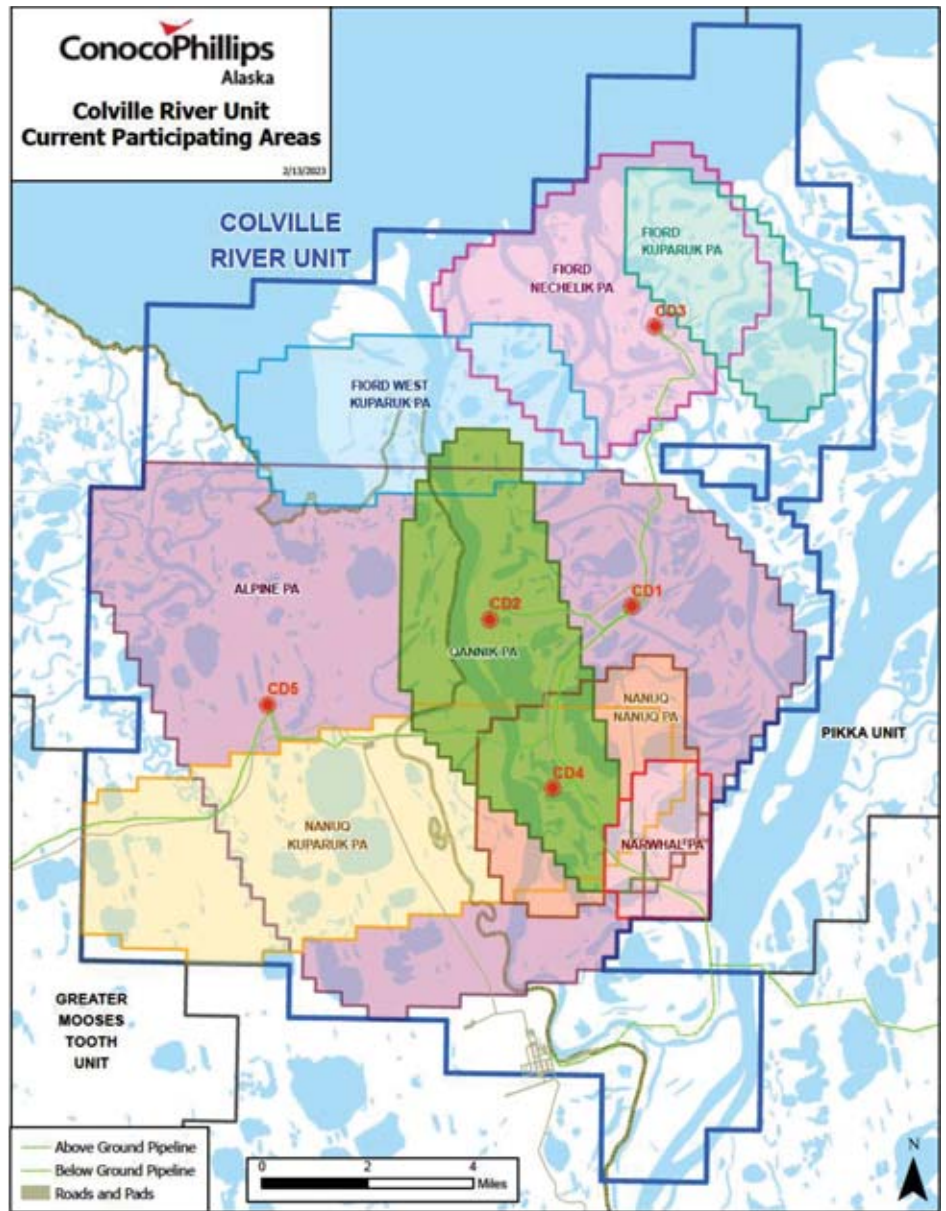 ConocoPhillips
Alaska
Colville River Unit
Current Participating Areas
2/13/2023
COLVILLE
RIVER UNIT
FIORD
KUPARUK PA
FIORD
NECHELIK PA
CD3
FIORD WEST
KUPARUK PA
ALPINE PA
CD2
CD1
QANNIK PA
CD5
NANUQ
NANUQ PA
PIKKA UNIT
CD4
NANUQ
KUPARUK PA
NARWHAL PA
GREATER
MOOSES
TOOTH
UNIT
Above Ground Pipeline
Below Ground Pipeline
Roads and Pads
0 2 4
Miles
N